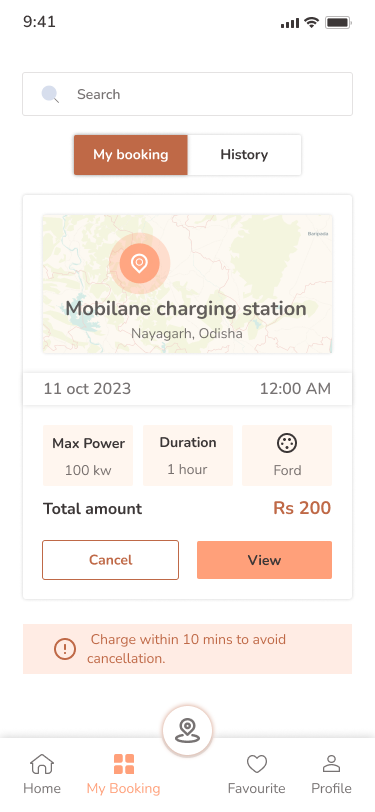 9:41
Search
My booking
History
Baripada
Mobilane charging station
Nayagarh, Odisha
11 oct 2023
12:00 AM
Max Power
100 kw
Duration
1 hour
Ford
Total amount
Rs 200
Cancel
View
Charge within 10 mins to avoid
cancellation.
Home
My Booking
Favourite
Profile